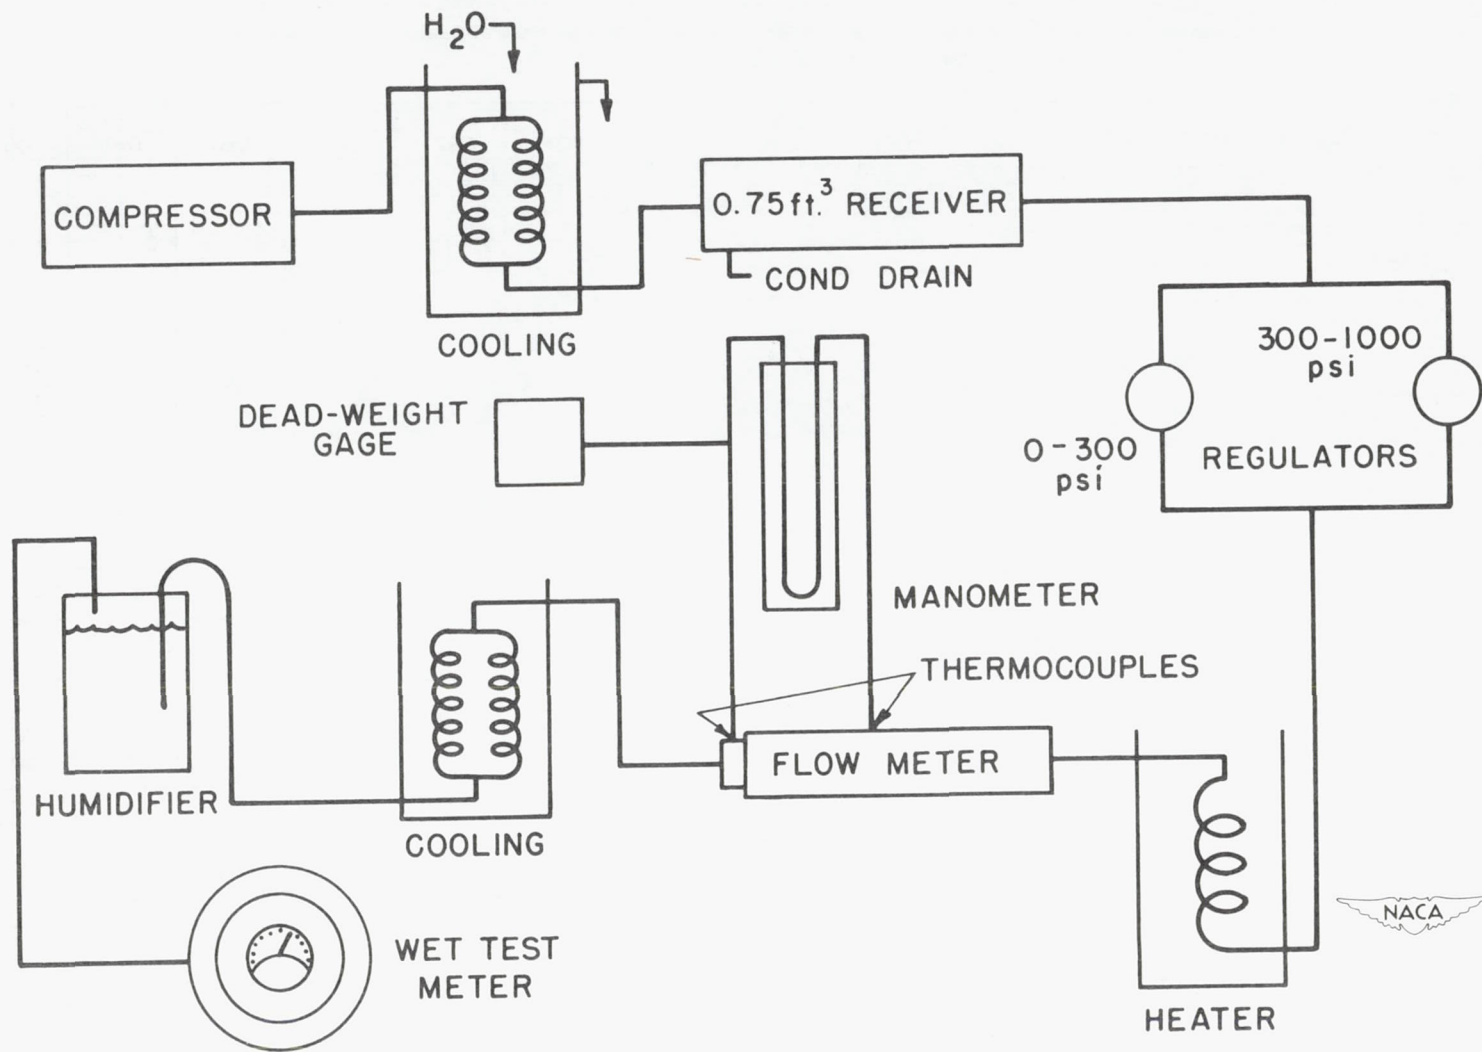 H₂O
COMPRESSOR
0.75 ft.³ RECEIVER
COND DRAIN
COOLING
300-1000
psi
DEAD-WEIGHT
GAGE
0-300
psi
REGULATORS
MANOMETER
THERMOCOUPLES
FLOW METER
HUMIDIFIER
COOLING
NACA
WET TEST
METER
HEATER